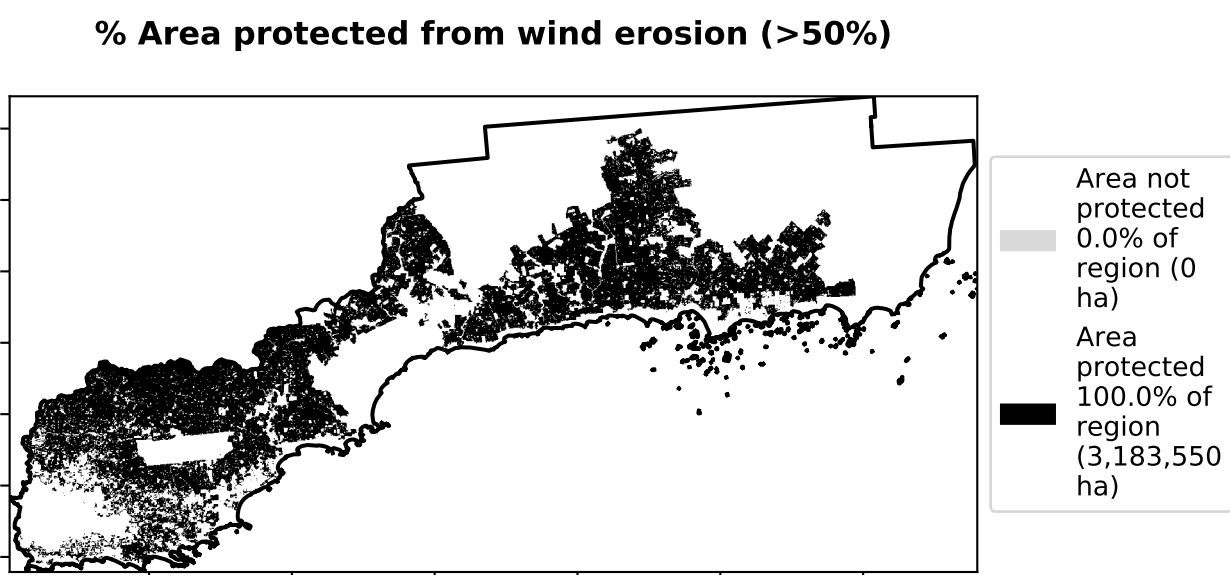 % Area protected from wind erosion (>50%)
Area not
protected
0.0% of
region (0
ha)
Area
protected
100.0% of
region
(3,183,550
ha)